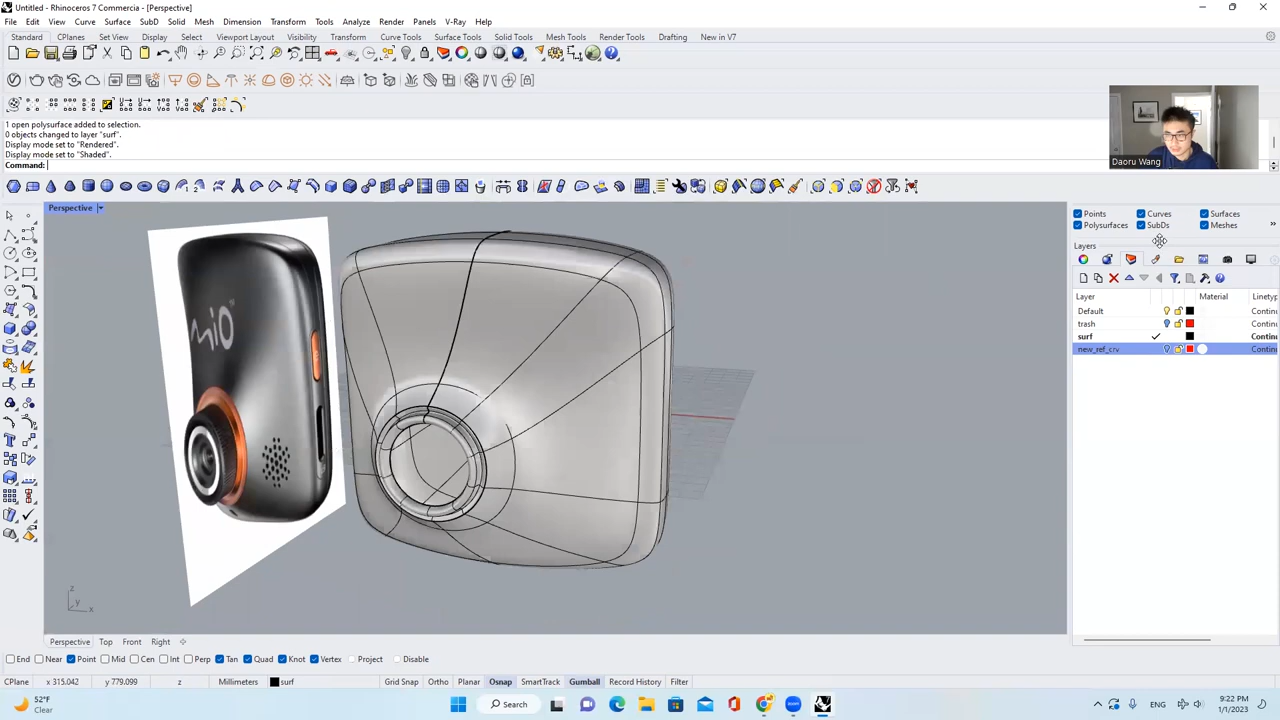 Untitled - Rhinoceros 7 Commercia - [Perspective]
File Edit View Curve Surface SubD Solid Mesh Dimension Transform Tools Analyze Render Panels V-Ray Help
Standard CPlanes Set View Display Select Viewport Layout Visibility Transform Curve Tools Surface Tools Solid Tools Mesh Tools Render Tools Drafting New in V7
1 open polysurface added to selection.
0 objects changed to layer "surf".
Display mode set to "Rendered".
Display mode set to "Shaded".
Command:
Daoru Wang
Perspective
Points Curves Surfaces
Polysurfaces SubDs Meshes
Layers
Layer Material Linetyp
Default Contin
trash Contin
surf Contin
new_ref_crv Contin
MiO
z
y
x
Perspective Top Front Right
End Near Point Mid Cen Int Perp Tan Quad Knot Vertex Project Disable
CPlane x 315.042 y 779.099 z Millimeters surf Grid Snap Ortho Planar Osnap SmartTrack Gumball Record History Filter
52°F
Clear
Search
ENG
9:22 PM
1/1/2023